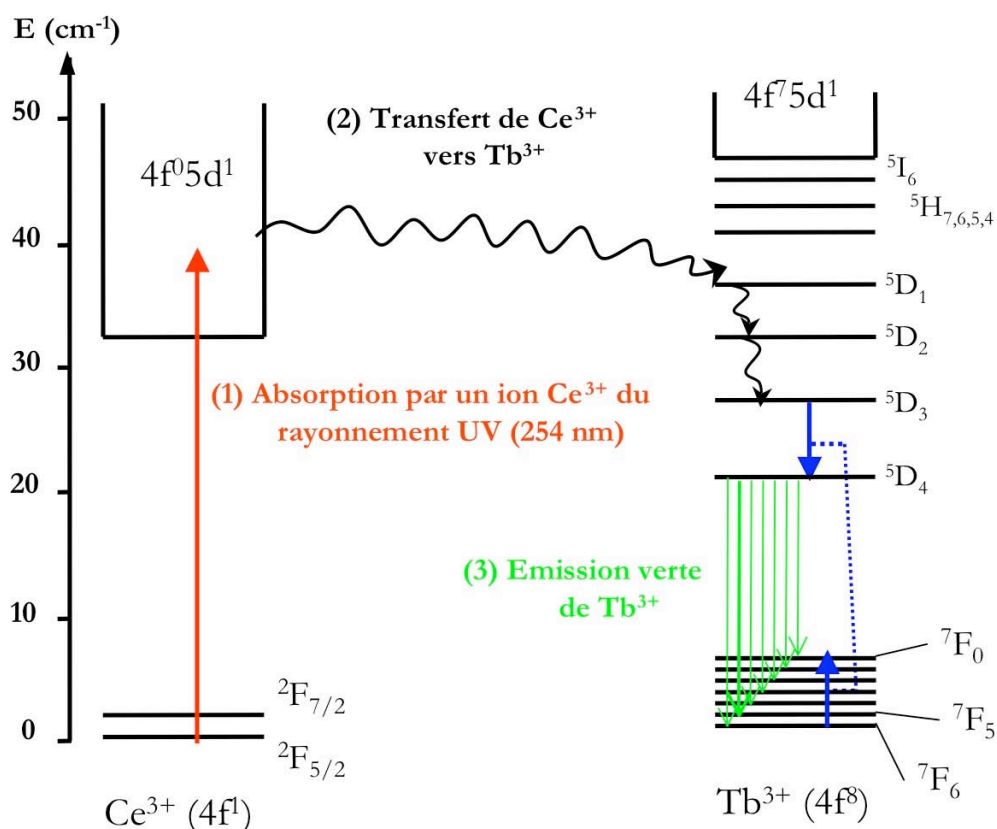 E (cm⁻¹)
50
40
30
20
10
0
4f⁰5d¹
(2) Transfert de Ce³⁺
vers Tb³⁺
4f⁷5d¹
⁵I₆
⁵H₇,₆,₅,₄
⁵D₁
⁵D₂
⁵D₃
⁵D₄
(1) Absorption par un ion Ce³⁺ du
rayonnement UV (254 nm)
(3) Emission verte
de Tb³⁺
⁷F₀
⁷F₅
⁷F₆
²F₇/₂
²F₅/₂
Ce³⁺ (4f¹)
Tb³⁺ (4f⁸)